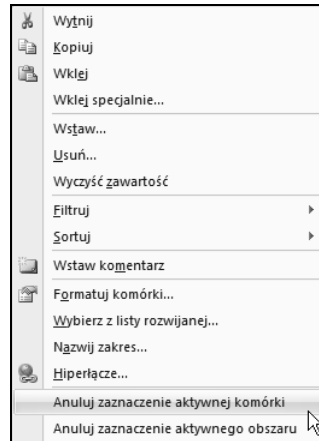 Wytnij
Kopiuj
Wklej
Wklej specjalnie...
Wstaw...
Usuń...
Wyczyść zawartość
Filtruj
Sortuj
Wstaw komentarz
Formatuj komórki...
Wybierz z listy rozwijanej...
Nazwij zakres...
Hiperłącze...
Anuluj zaznaczenie aktywnej komórki
Anuluj zaznaczenie aktywnego obszaru